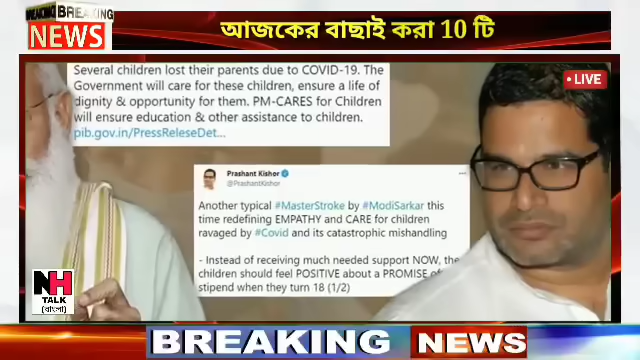 BREAKING BREAKING
NEWS
আজকের বাছাই করা 10 টি
LIVE
Several children lost their parents due to COVID-19. The
Government will care for these children, ensure a life of
dignity & opportunity for them. PM-CARES for Children
will ensure education & other assistance to children.
pib.gov.in/PressReleseDet...
Prashant Kishor
@PrashantKishor
Another typical #MasterStroke by #ModiSarkar this
time redefining EMPATHY and CARE for children
ravaged by #Covid and its catastrophic mishandling
- Instead of receiving much needed support NOW, the
children should feel POSITIVE about a PROMISE of
stipend when they turn 18 (1/2)
NH
TALK
(বাংলা)
BREAKING NEWS